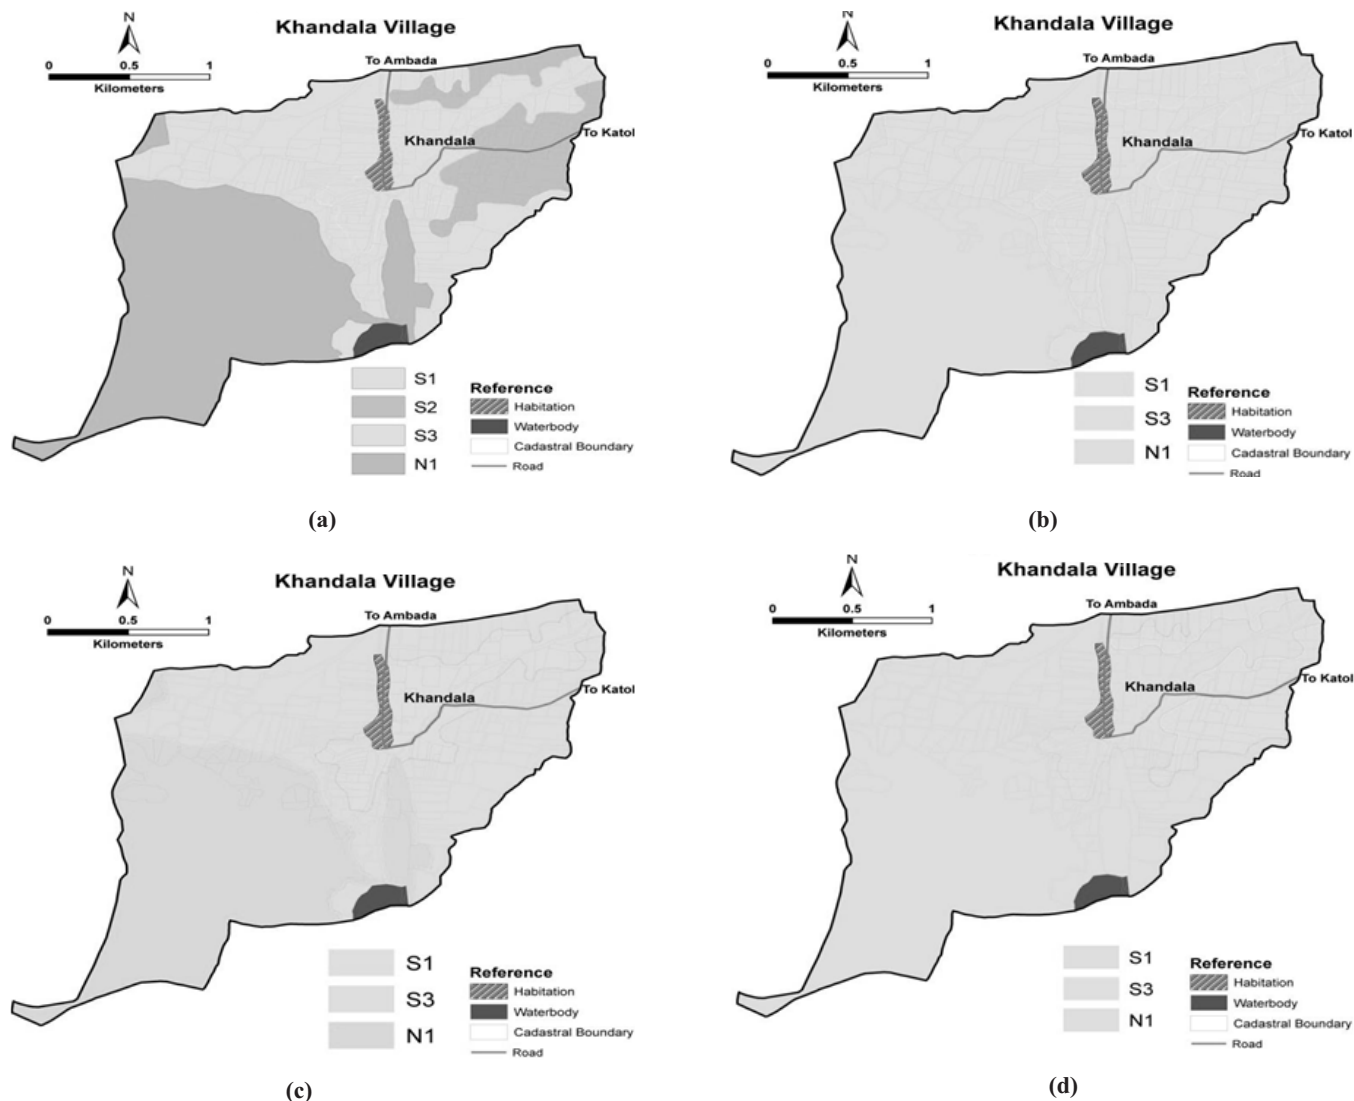 N
Khandala Village
0 0.5 1
Kilometers
To Ambada
Khandala
To Katol
S1
S2
S3
N1
Reference
Habitation
Waterbody
Cadastral Boundary
Road
(a)
N
Khandala Village
0 0.5 1
Kilometers
To Ambada
Khandala
To Katol
S1
S3
N1
Reference
Habitation
Waterbody
Cadastral Boundary
Road
(b)
N
Khandala Village
0 0.5 1
Kilometers
To Ambada
Khandala
To Katol
S1
S3
N1
Reference
Habitation
Waterbody
Cadastral Boundary
Road
(c)
N
Khandala Village
0 0.5 1
Kilometers
To Ambada
Khandala
To Katol
S1
S3
N1
Reference
Habitation
Waterbody
Cadastral Boundary
Road
(d)